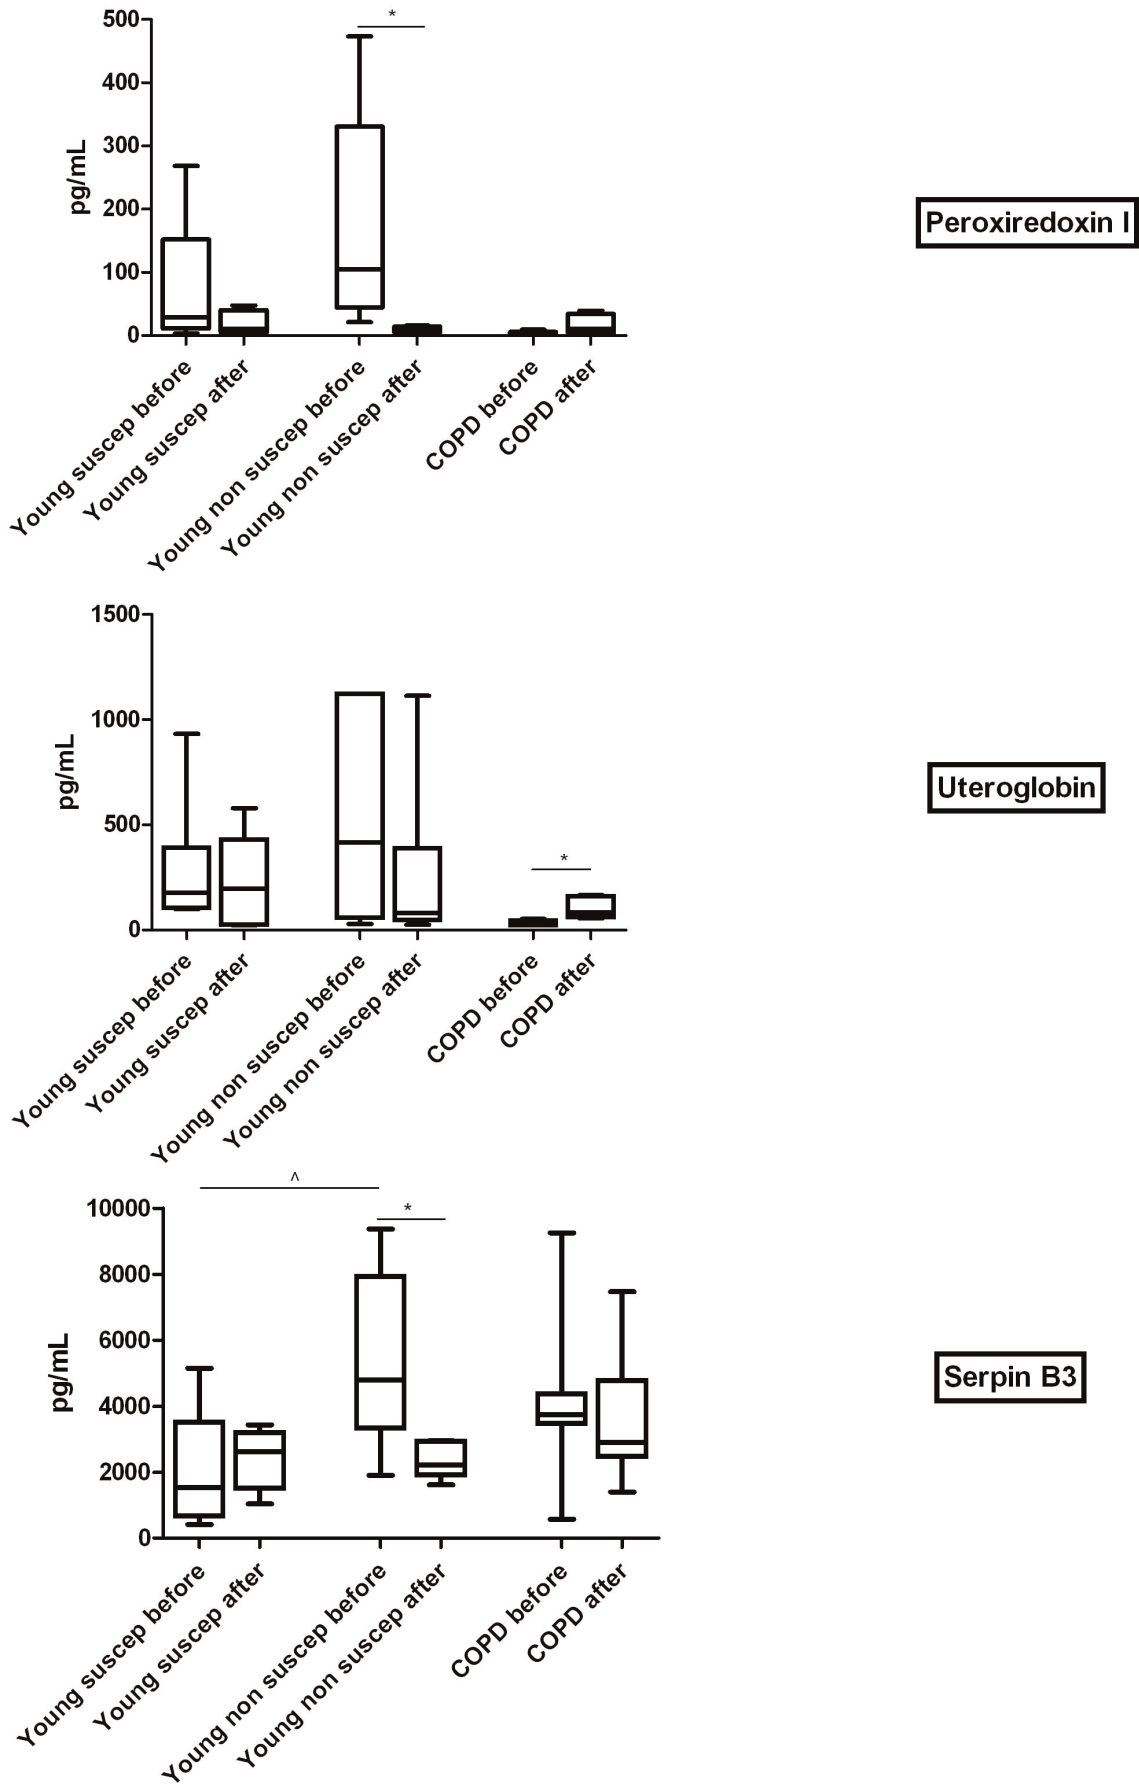 *
500
400
300
200
100
0
pg/mL
Peroxiredoxin I
Young suscep before
Young suscep after
Young non suscep before
Young non suscep after
COPD before
COPD after
1500
1000
500
0
pg/mL
*
Uteroglobin
Young suscep before
Young suscep after
Young non suscep before
Young non suscep after
COPD before
COPD after
^
*
10000
8000
6000
4000
2000
0
pg/mL
Serpin B3
Young suscep before
Young suscep after
Young non suscep before
Young non suscep after
COPD before
COPD after